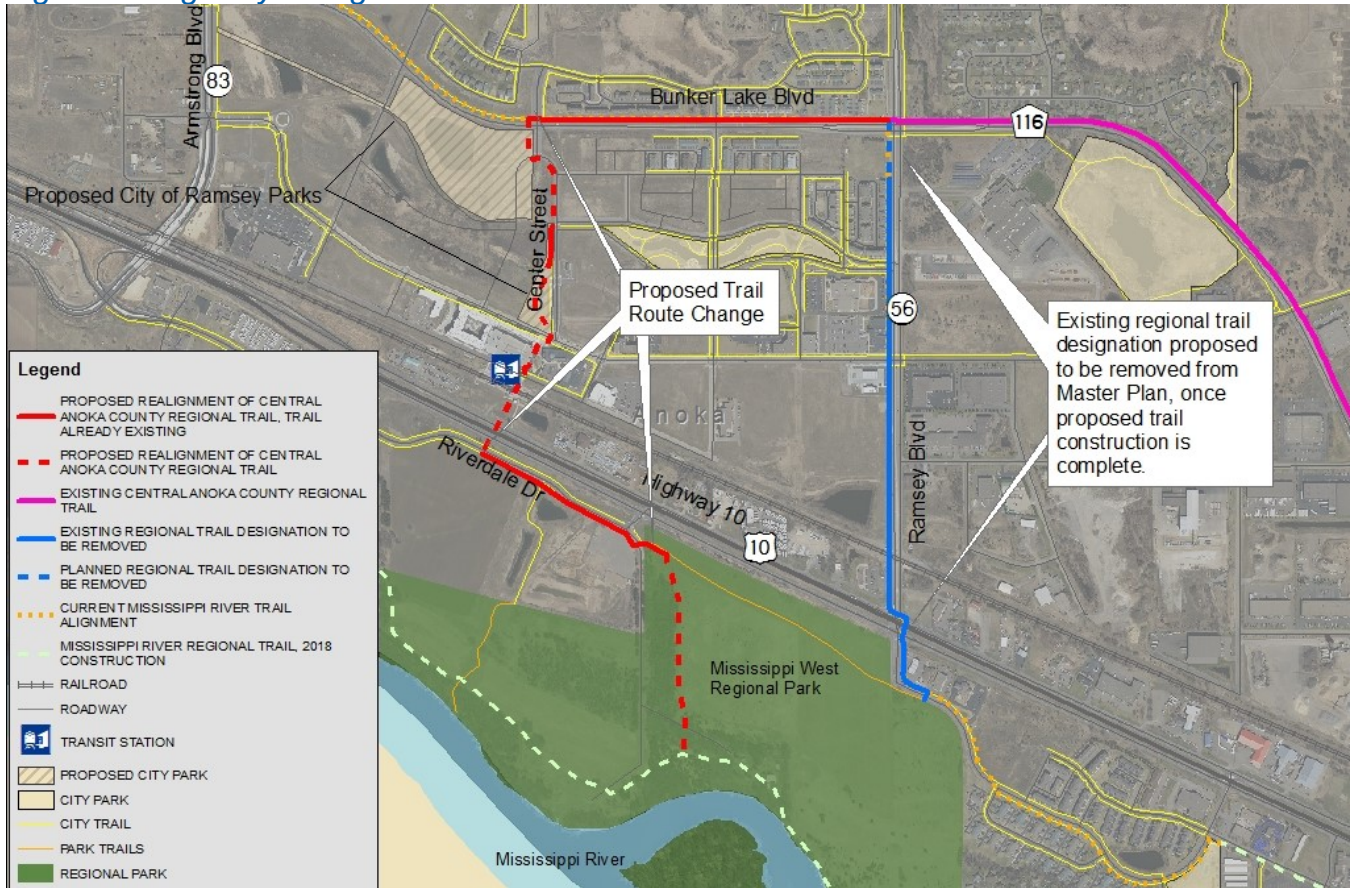 Armstrong Blvd
83
Bunker Lake Blvd
116
Proposed City of Ramsey Parks
Center Street
Proposed Trail
Route Change
56
Existing regional trail
designation proposed
to be removed from
Master Plan, once
proposed trail
construction is
complete.
Anoka
Ramsey Blvd
Riverdale Dr
Highway 10
10
Mississippi West
Regional Park
Mississippi River
Legend
PROPOSED REALIGNMENT OF CENTRAL
ANOKA COUNTY REGIONAL TRAIL, TRAIL
ALREADY EXISTING
PROPOSED REALIGNMENT OF CENTRAL
ANOKA COUNTY REGIONAL TRAIL
EXISTING CENTRAL ANOKA COUNTY REGIONAL
TRAIL
EXISTING REGIONAL TRAIL DESIGNATION TO
BE REMOVED
PLANNED REGIONAL TRAIL DESIGNATION TO
BE REMOVED
CURRENT MISSISSIPPI RIVER TRAIL
ALIGNMENT
MISSISSIPPI RIVER REGIONAL TRAIL, 2018
CONSTRUCTION
RAILROAD
ROADWAY
TRANSIT STATION
PROPOSED CITY PARK
CITY PARK
CITY TRAIL
PARK TRAILS
REGIONAL PARK